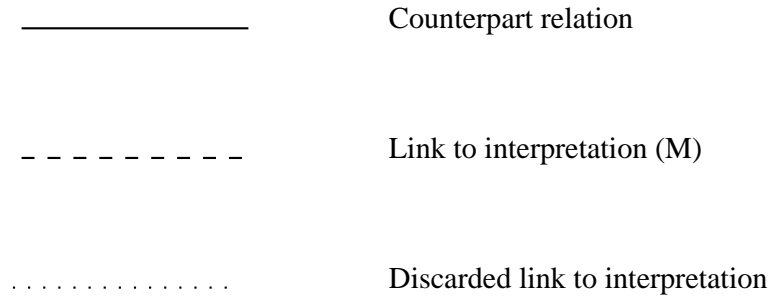 Counterpart relation
Link to interpretation (M)
Discarded link to interpretation